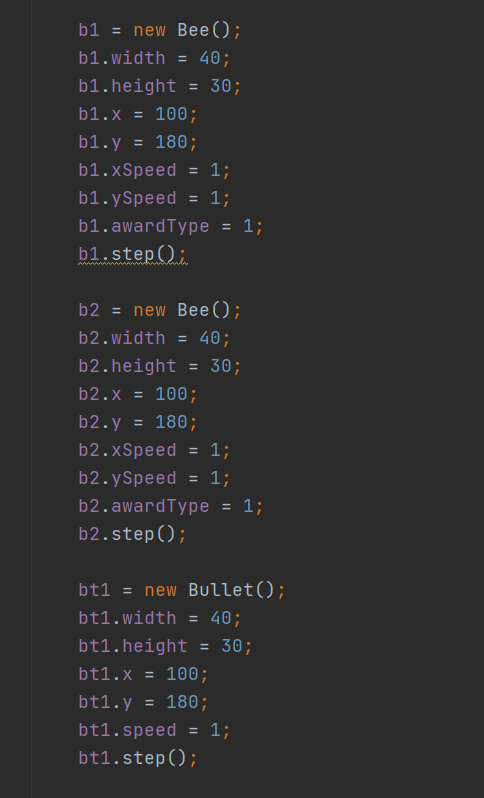 b1 = new Bee();
b1.width = 40;
b1.height = 30;
b1.x = 100;
b1.y = 180;
b1.xSpeed = 1;
b1.ySpeed = 1;
b1.awardType = 1;
b1.step();
b2 = new Bee();
b2.width = 40;
b2.height = 30;
b2.x = 100;
b2.y = 180;
b2.xSpeed = 1;
b2.ySpeed = 1;
b2.awardType = 1;
b2.step();
bt1 = new Bullet();
bt1.width = 40;
bt1.height = 30;
bt1.x = 100;
bt1.y = 180;
bt1.speed = 1;
bt1.step();